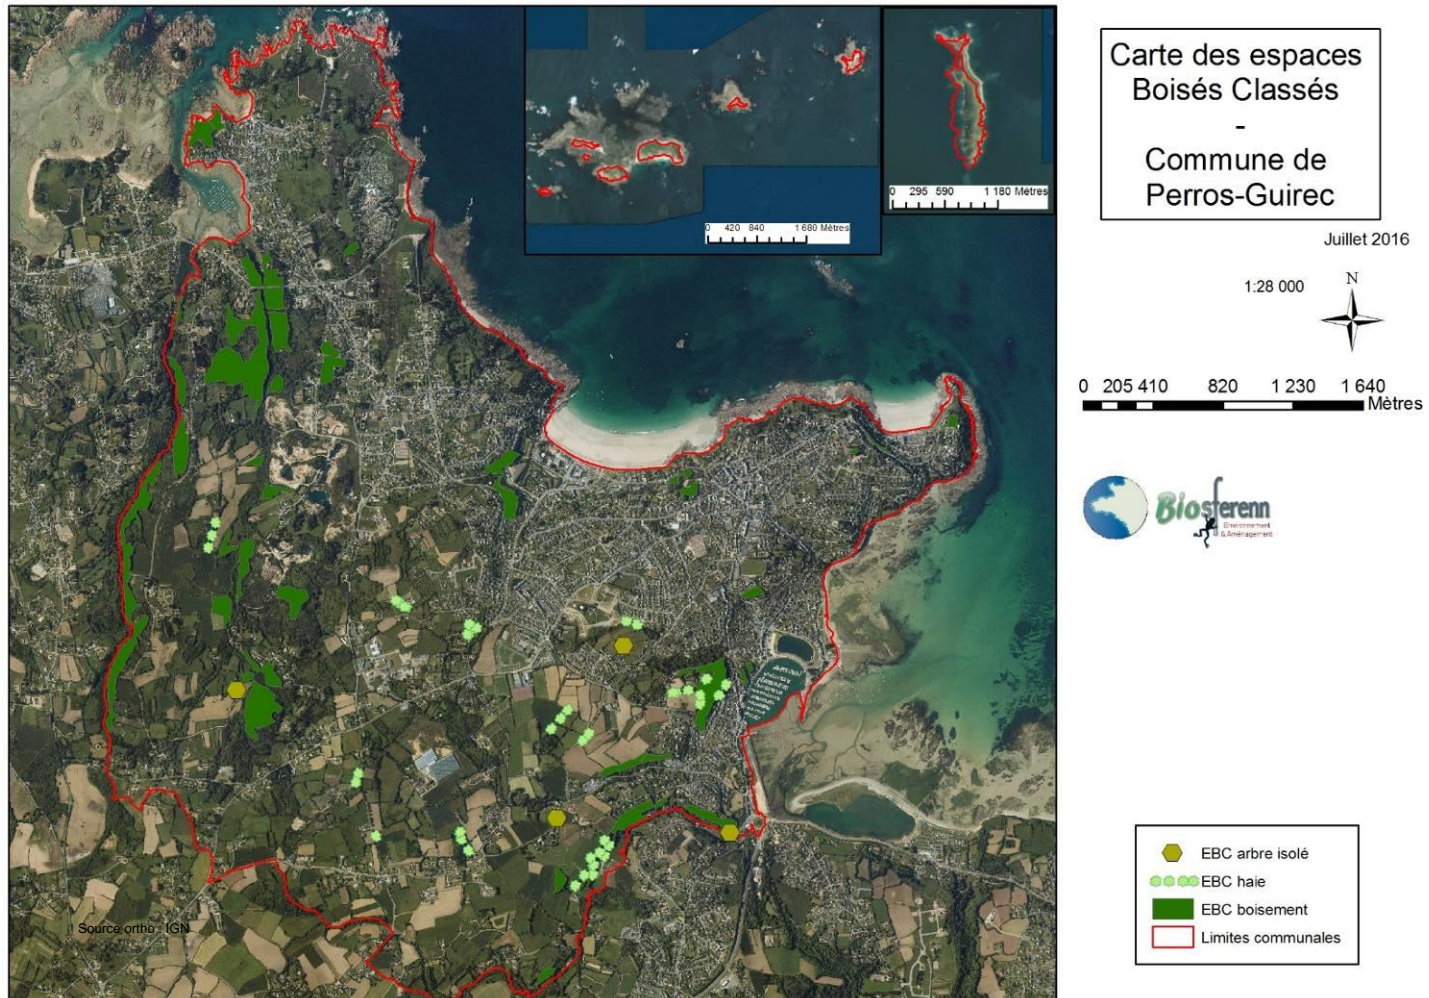 Carte des espaces
Boisés Classés
-
Commune de
Perros-Guirec
Juillet 2016
1:28 000
N
0 205 410 820 1 230 1 640
Mètres
Biosferenn
Environnement
& Aménagement
EBC arbre isolé
EBC haie
EBC boisement
Limites communales
0 420 840 1 680 Mètres
0 295 590 1 180 Mètres
Source ortho : IGN